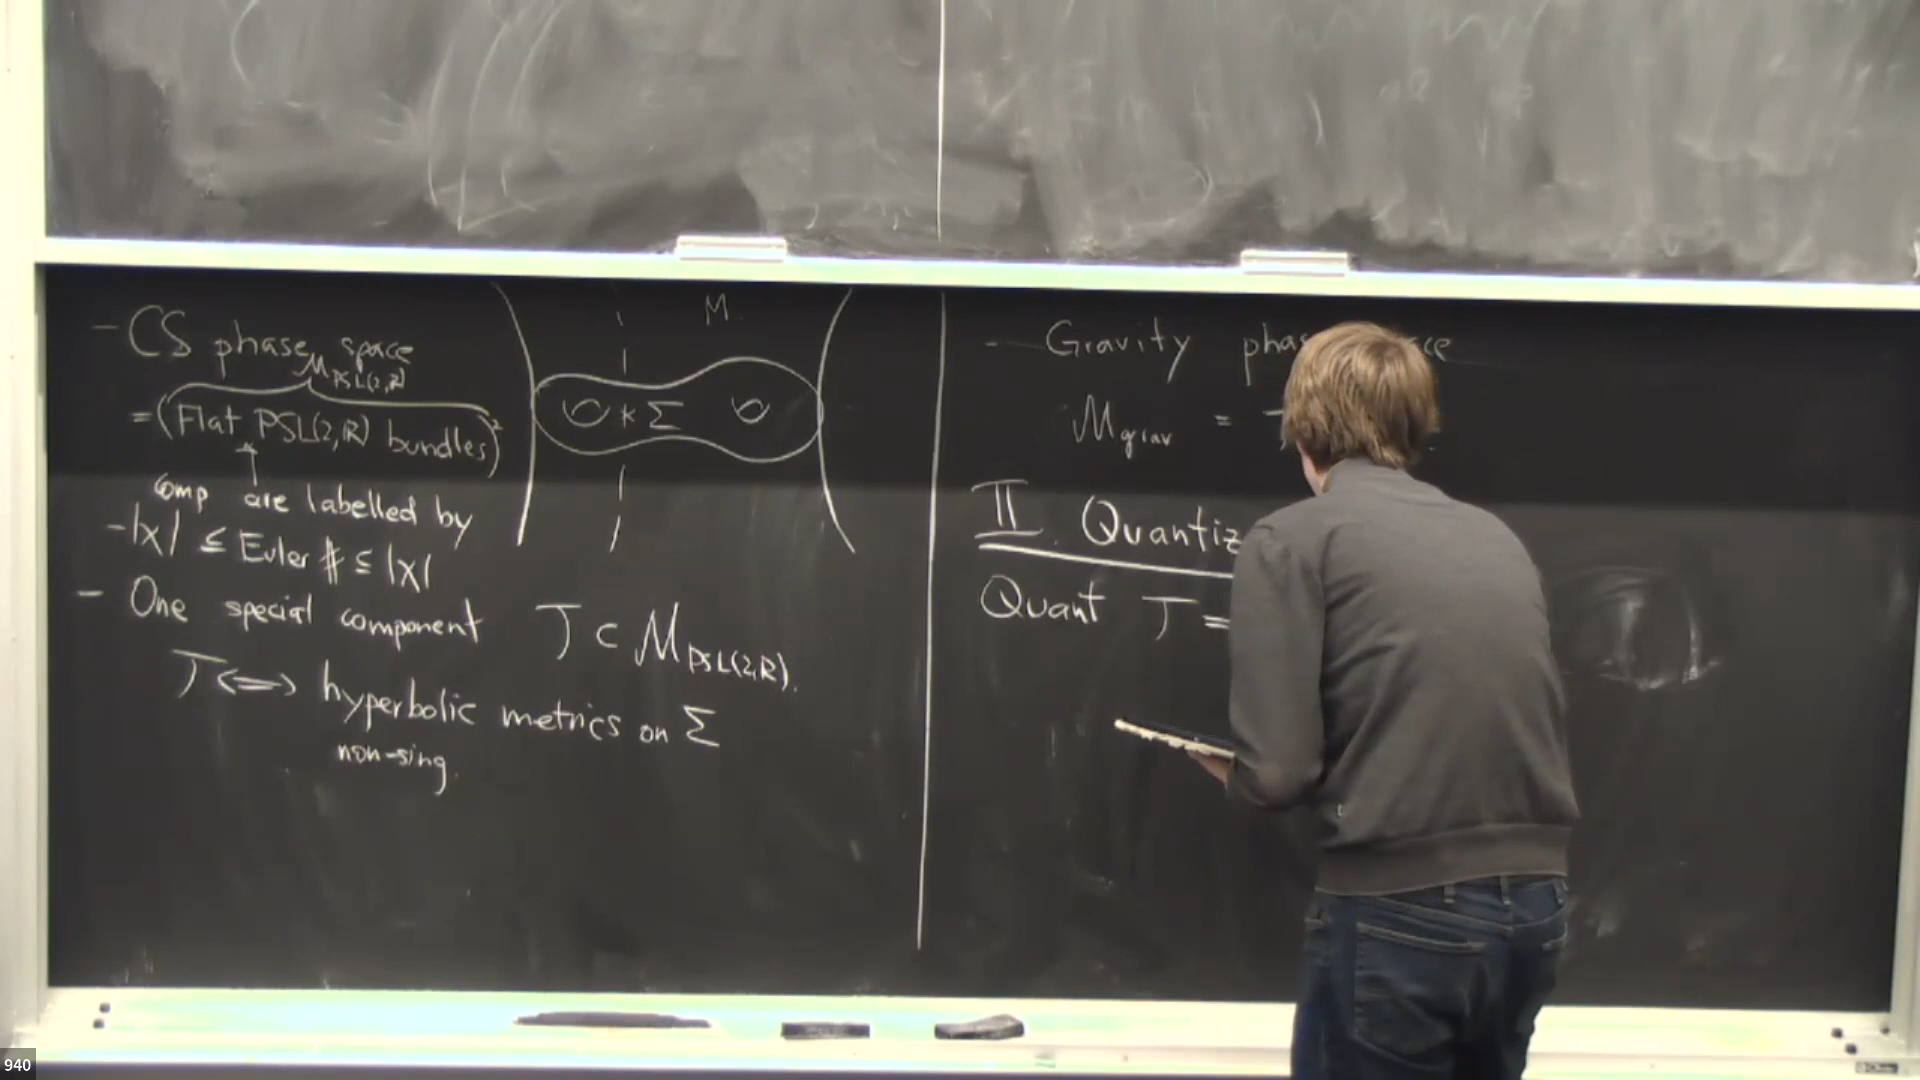 - CS phase space
M_PSL(2,R)
= (Flat PSL(2,R) bundles)²
comp are labelled by
-|χ| ≤ Euler # ≤ |χ|
- One special component T ⊂ M_PSL(2,R).
T ⟺ hyperbolic metrics on Σ
non-sing.
M
Σ
- Gravity
M_grav =
II. Quantiz
Quant T =
940